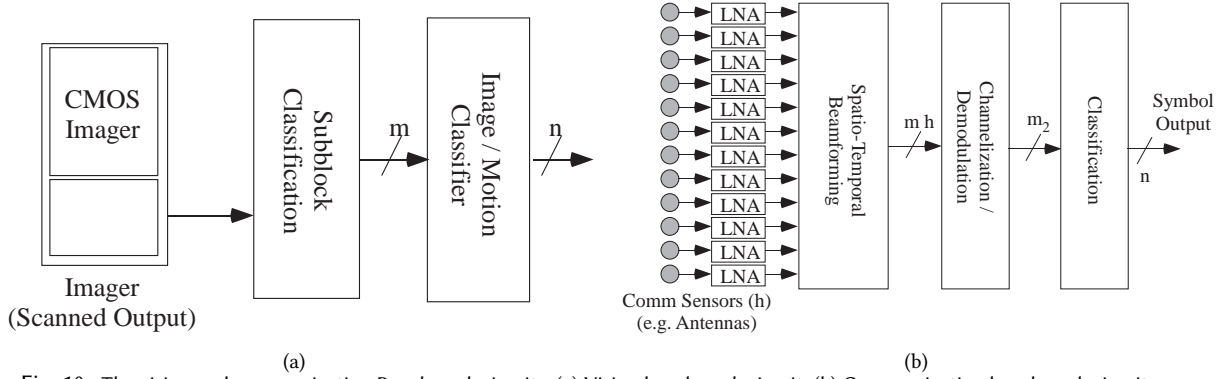 CMOS
Imager
Imager
(Scanned Output)
Subblock
Classification
m
Image / Motion
Classifier
n
(a)
LNA
LNA
LNA
LNA
LNA
LNA
LNA
LNA
LNA
LNA
LNA
LNA
Comm Sensors (h)
(e.g. Antennas)
Spatio-Temporal
Beamforming
m h
Channelization /
Demodulation
m2
Classification
Symbol
Output
n
(b)